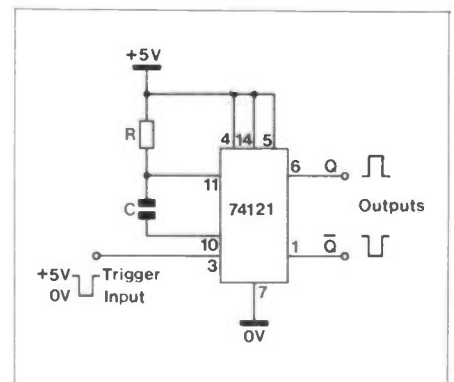 +5V
R
4 14 5
11
6 Q
C
74121
Outputs
10
3
1 Q̅
+5V Trigger
0V Input
7
0V